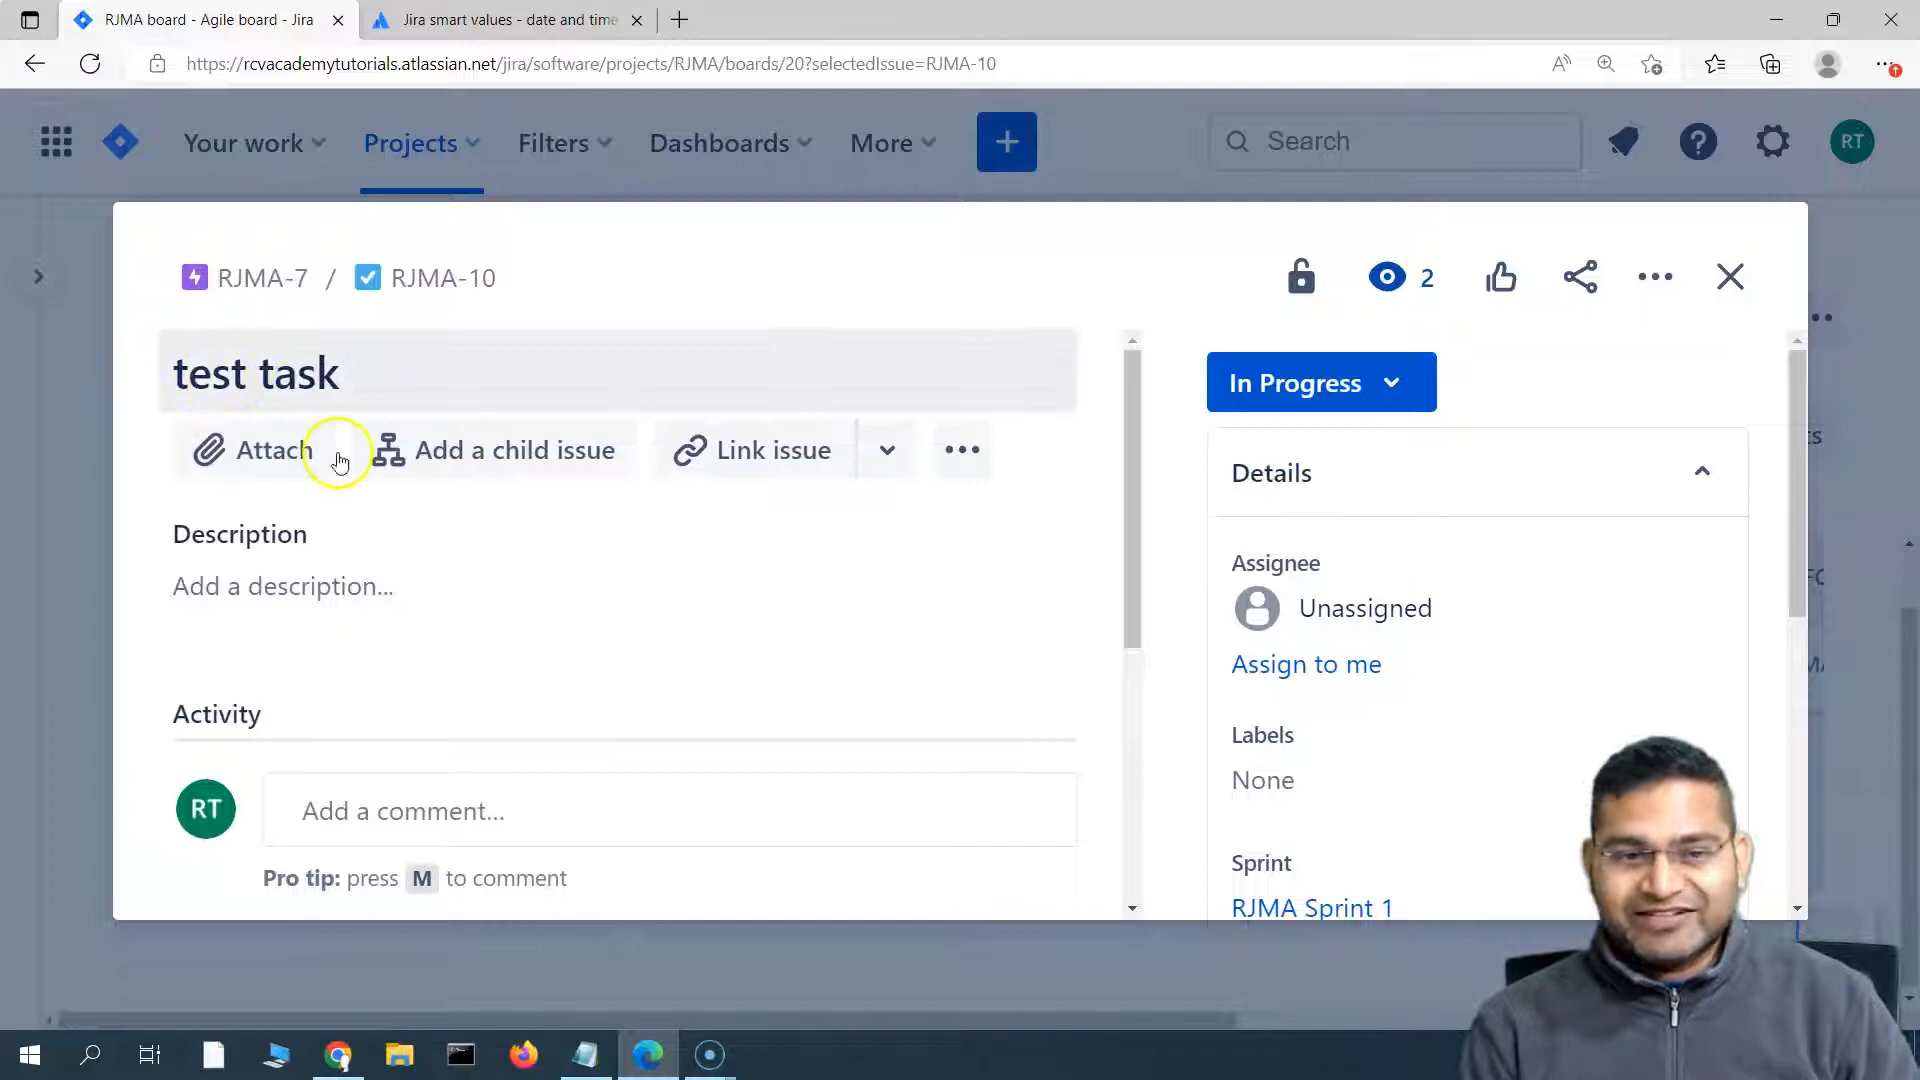 RJMA board - Agile board - Jira
Jira smart values - date and time
https://rcvacademytutorials.atlassian.net/jira/software/projects/RJMA/boards/20?selectedIssue=RJMA-10
Your work
Projects
Filters
Dashboards
More
Search
RT
RJMA-7 / RJMA-10
2
test task
In Progress
Attach
Add a child issue
Link issue
Details
Description
Add a description...
Assignee
Unassigned
Assign to me
Activity
Labels
None
RT
Add a comment...
Pro tip: press M to comment
Sprint
RJMA Sprint 1